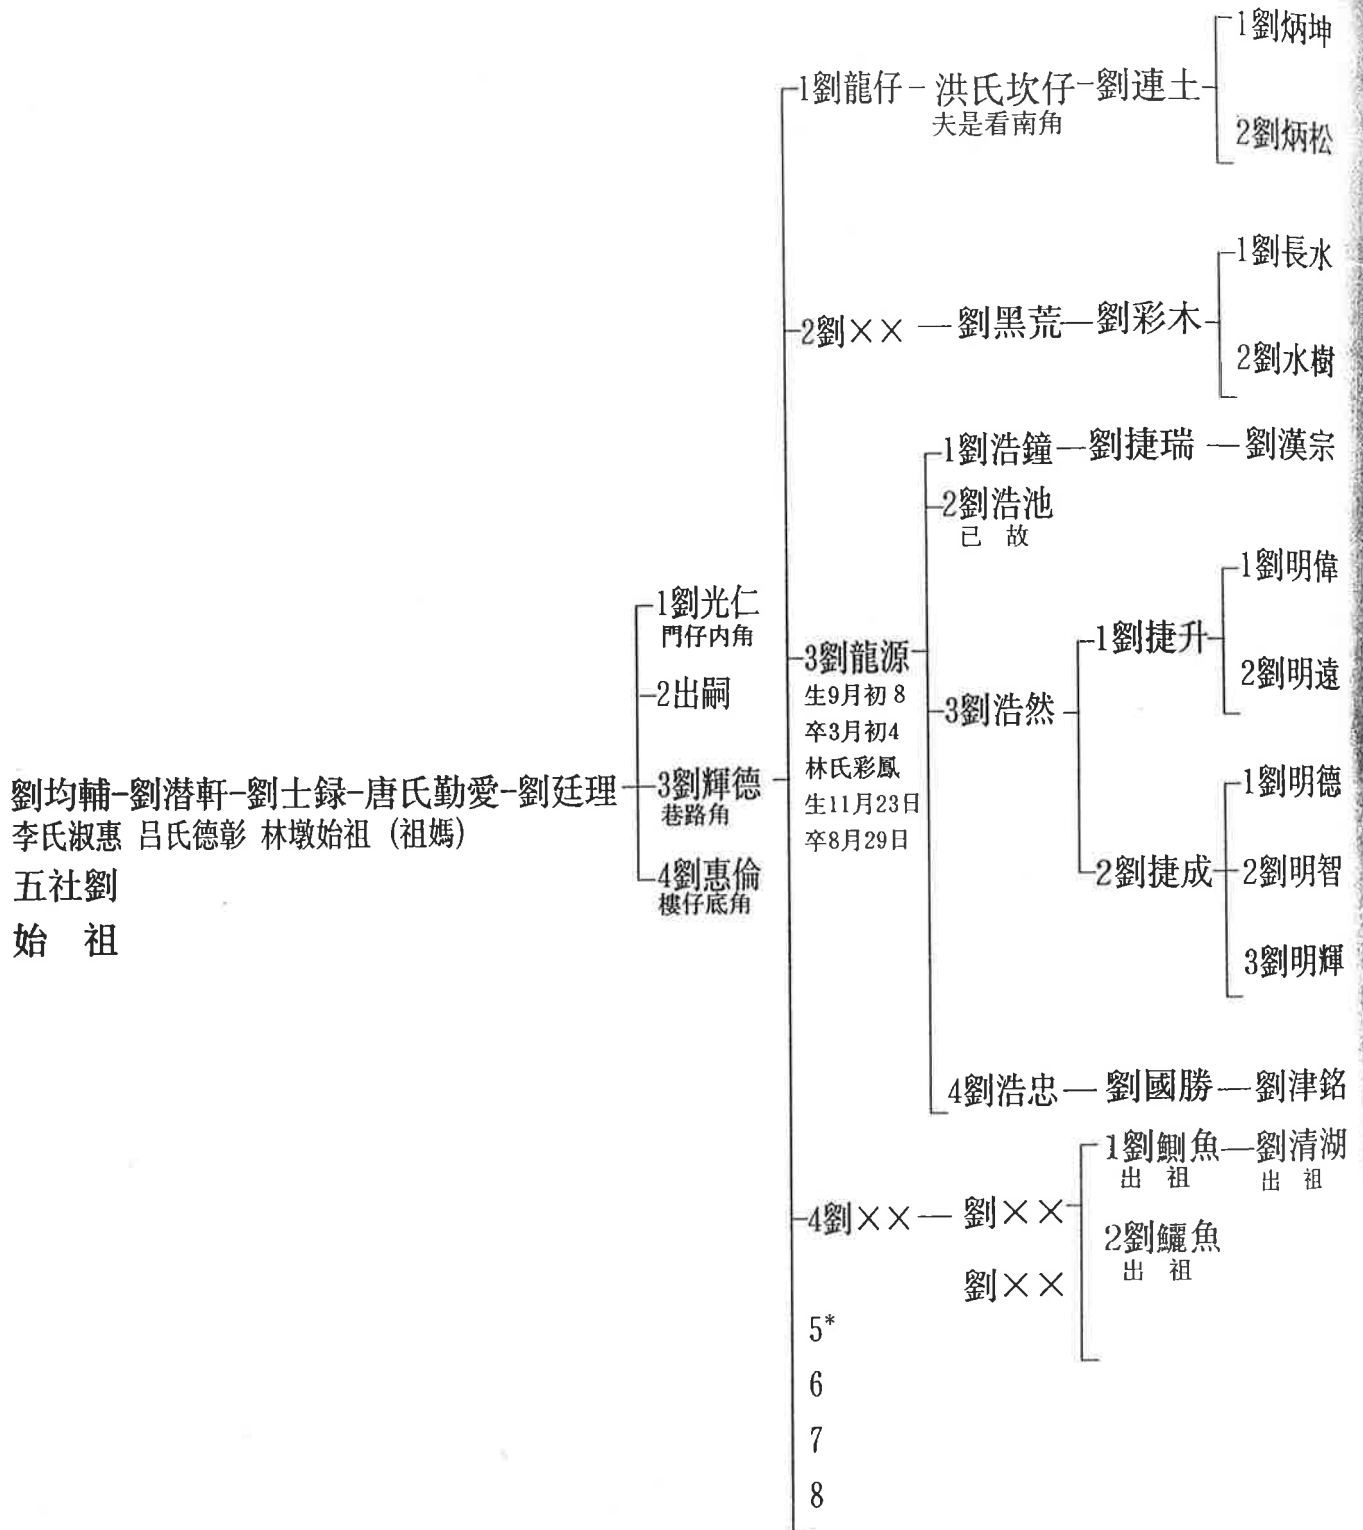 1劉炳坤
1劉龍仔－洪氏坎仔－劉連土
夫是看南角
2劉炳松
1劉長水
2劉××—劉黑荒—劉彩木
2劉水樹
1劉浩鐘—劉捷瑞—劉漢宗
2劉浩池
已 故
1劉明偉
1劉光仁
門仔内角
1劉捷升
3劉龍源
2劉明遠
2出嗣
生9月初8
3劉浩然
卒3月初4
林氏彩鳳
3劉輝德
巷路角
1劉明德
劉均輔－劉潛軒－劉士録－唐氏勤愛－劉廷理
生11月23日
李氏淑惠 吕氏德彰 林墩始祖 (祖媽)
卒8月29日
五社劉
4劉惠倫
樓仔底角
2劉捷成
2劉明智
始 祖
3劉明輝
4劉浩忠—劉國勝—劉津銘
1劉鰂魚—劉清湖
出 祖 出 祖
4劉××—劉××
2劉鱺魚
出 祖
劉××
5*
6
7
8